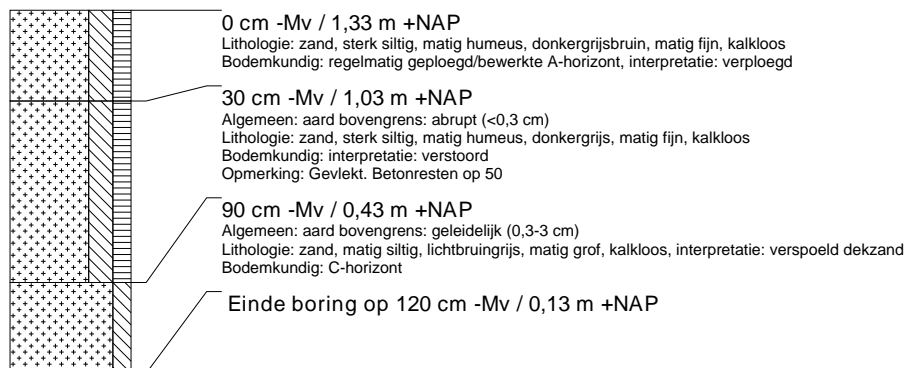 0 cm -Mv / 1,33 m +NAP
Lithologie: zand, sterk siltig, matig humeus, donkergrijsbruin, matig fijn, kalkloos
Bodemkundig: regelmatig geploegd/bewerkte A-horizont, interpretatie: verploegd
30 cm -Mv / 1,03 m +NAP
Algemeen: aard bovengrens: abrupt (<0,3 cm)
Lithologie: zand, sterk siltig, matig humeus, donkergrijs, matig fijn, kalkloos
Bodemkundig: interpretatie: verstoord
Opmerking: Gevlekt. Betonresten op 50
90 cm -Mv / 0,43 m +NAP
Algemeen: aard bovengrens: geleidelijk (0,3-3 cm)
Lithologie: zand, matig siltig, lichtbruingrijs, matig grof, kalkloos, interpretatie: verspoeld dekzand
Bodemkundig: C-horizont
Einde boring op 120 cm -Mv / 0,13 m +NAP